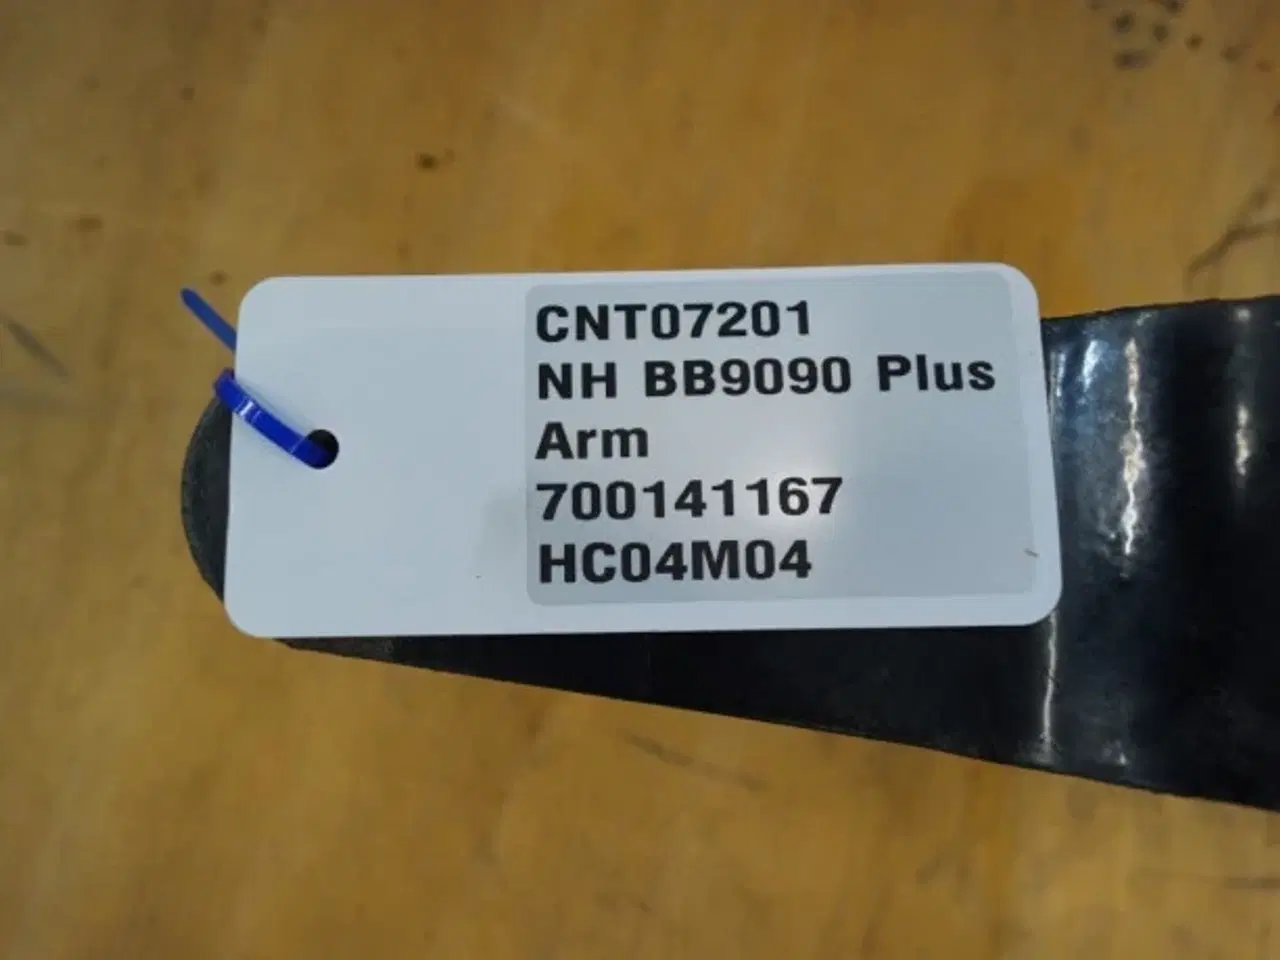 CNT07201
NH BB9090 Plus
Arm
700141167
HC04M04